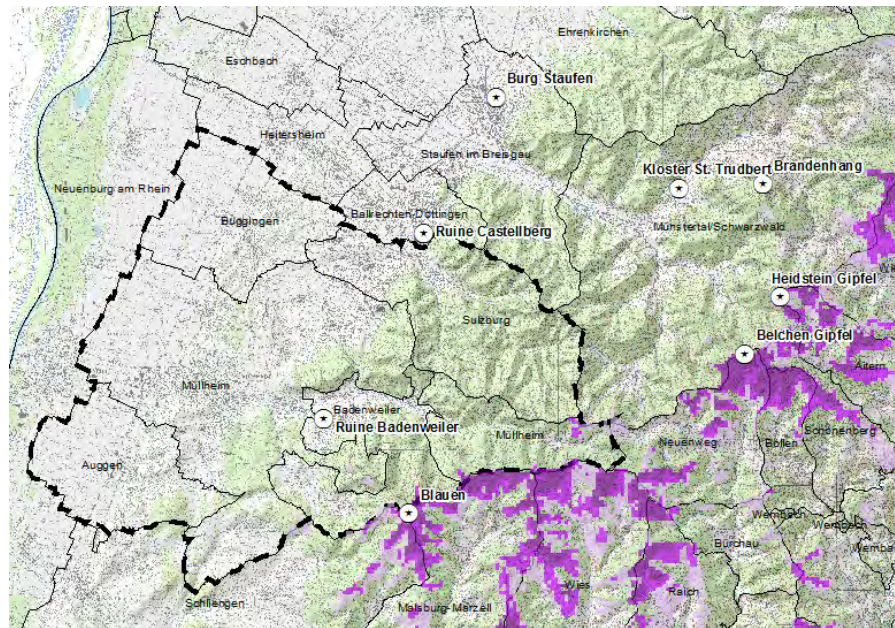 Ehrenkirchen
Eschbach
Burg Staufen
Heitersheim
Staufen im Breisgau
Kloster St. Trudbert
Brandenhang
Neuenburg am Rhein
Ballrechten-Dottingen
Buggingen
Ruine Castellberg
Münstertal/Schwarzwald
Heidstein Gipfel
Sulzburg
Belchen Gipfel
Aitern
Müllheim
Badenweiler
Ruine Badenweiler
Müllheim
Neuenweg
Böllen
Schönenberg
Auggen
Blauen
Wembach
Wembach
Bürchau
Wemba
Wies
Raich
Schliengen
Malsburg-Marzell